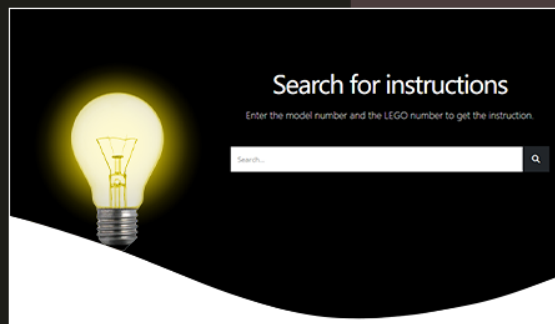 Search for instructions
Enter the model number and the LEGO number to get the instruction.
Search...